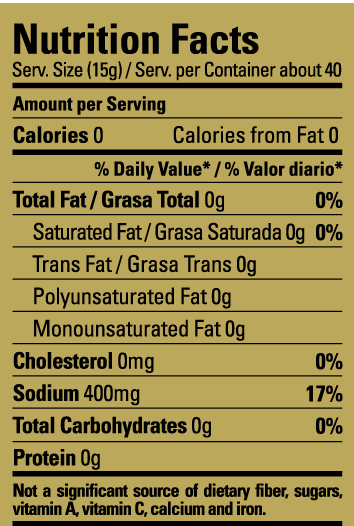 Nutrition Facts
Serv. Size (15g) / Serv. per Container about 40
Amount per Serving
Calories 0 Calories from Fat 0
% Daily Value* / % Valor diario*
Total Fat / Grasa Total 0g 0%
Saturated Fat / Grasa Saturada 0g 0%
Trans Fat / Grasa Trans 0g
Polyunsaturated Fat 0g
Monounsaturated Fat 0g
Cholesterol 0mg 0%
Sodium 400mg 17%
Total Carbohydrates 0g 0%
Protein 0g
Not a significant source of dietary fiber, sugars,
vitamin A, vitamin C, calcium and iron.